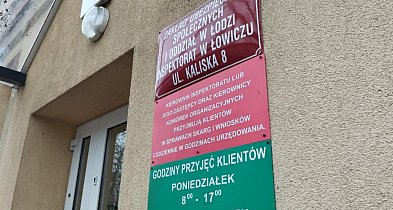 ZAKŁAD UBEZPIECZEŃ
SPOŁECZNYCH
I ODDZIAŁ W ŁODZI
INSPEKTORAT W ŁOWICZU
UL. KALISKA 8
KIEROWNIK INSPEKTORATU LUB
JEGO ZASTĘPCY ORAZ KIEROWNICY
KOMÓREK ORGANIZACYJNYCH
PRZYJMUJĄ KLIENTÓW
W SPRAWACH SKARG I WNIOSKÓW
CODZIENNIE W GODZINACH URZĘDOWANIA.
GODZINY PRZYJĘĆ KLIENTÓW
PONIEDZIAŁEK
8⁰⁰ - 17⁰⁰